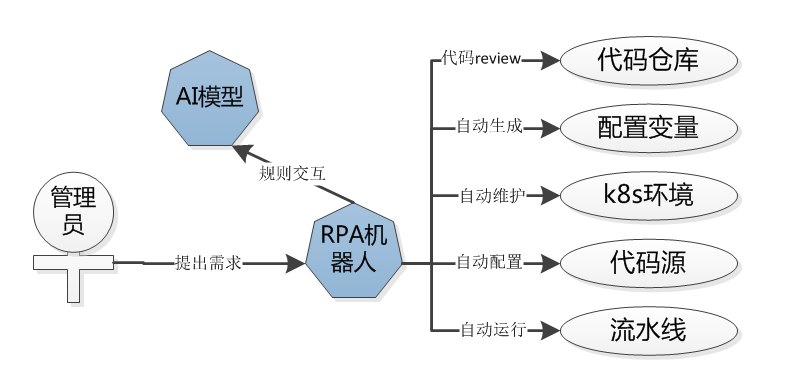 AI模型
规则交互
管理
员
提出需求
RPA机
器人
代码review
代码仓库
自动生成
配置变量
自动维护
k8s环境
自动配置
代码源
自动运行
流水线